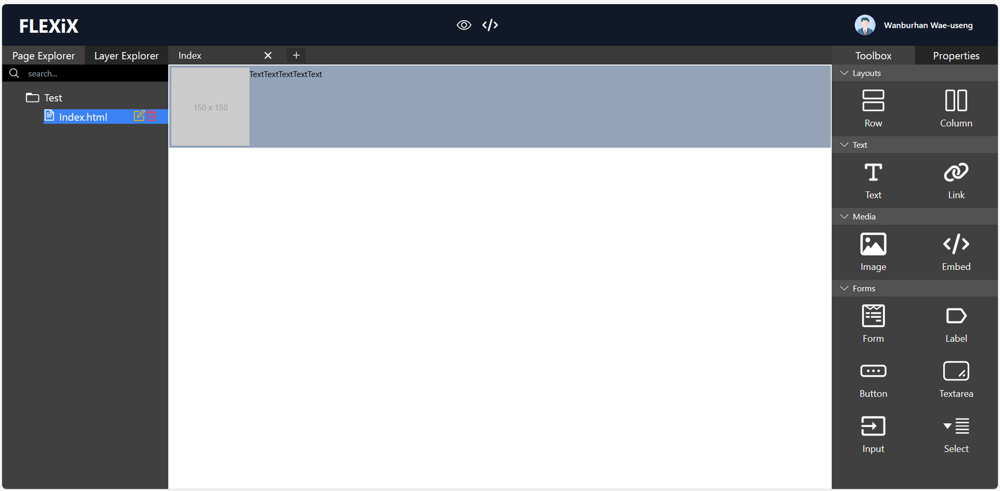 FLEXiX
Wanburhan Wae-useng
Page Explorer
Layer Explorer
Index
Toolbox
Properties
search...
Test
Index.html
150 x 150
TextTextTextTextText
Layouts
Row
Column
Text
Text
Link
Media
Image
Embed
Forms
Form
Label
Button
Textarea
Input
Select